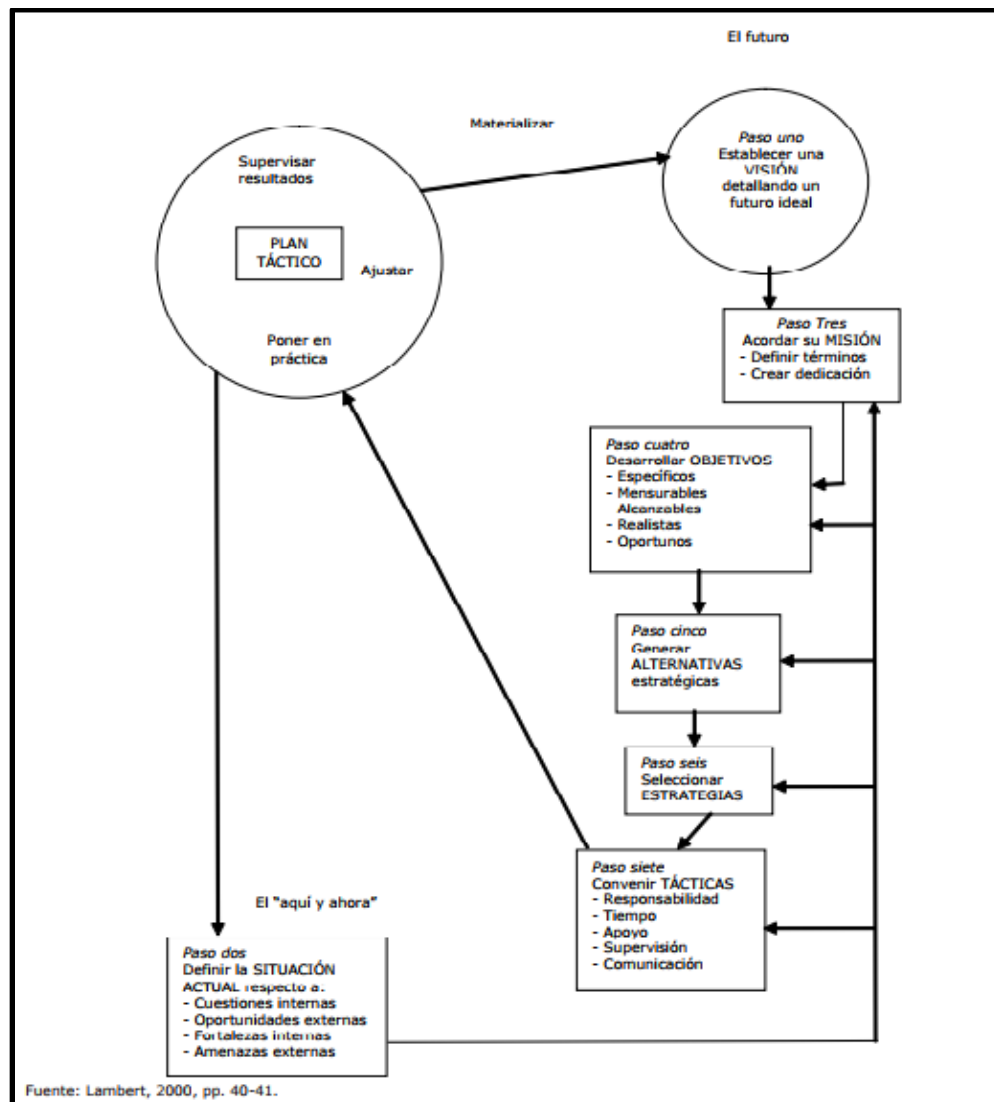 El futuro
Materializar
Paso uno
Establecer una
VISIÓN
detallando un
futuro ideal
Supervisar
resultados
PLAN
TÁCTICO
Ajustar
Poner en
práctica
Paso Tres
Acordar su MISIÓN
- Definir términos
- Crear dedicación
Paso cuatro
Desarrollar OBJETIVOS
- Específicos
- Mensurables
Alcanzables
- Realistas
- Oportunos
Paso cinco
Generar
ALTERNATIVAS
estratégicas
Paso seis
Seleccionar
ESTRATEGIAS
Paso siete
Convenir TÁCTICAS
- Responsabilidad
- Tiempo
- Apoyo
- Supervisión
- Comunicación
El "aquí y ahora"
Paso dos
Definir la SITUACIÓN
ACTUAL respecto a:
- Cuestiones internas
- Oportunidades externas
- Fortalezas internas
- Amenazas externas
Fuente: Lambert, 2000, pp. 40-41.